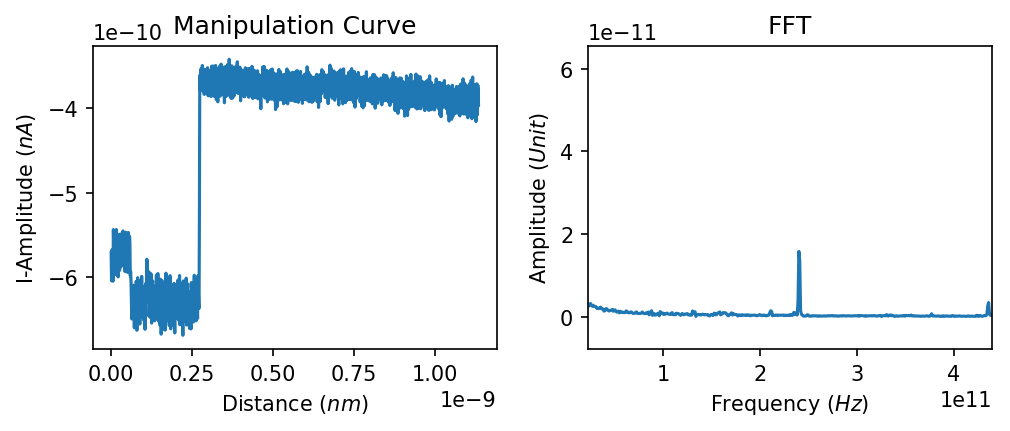 Manipulation Curve
1e−10
−4
−5
−6
I-Amplitude (nA)
0.00 0.25 0.50 0.75 1.00
1e−9
Distance (nm)
FFT
1e−11
6
4
2
0
Amplitude (Unit)
1 2 3 4
1e11
Frequency (Hz)